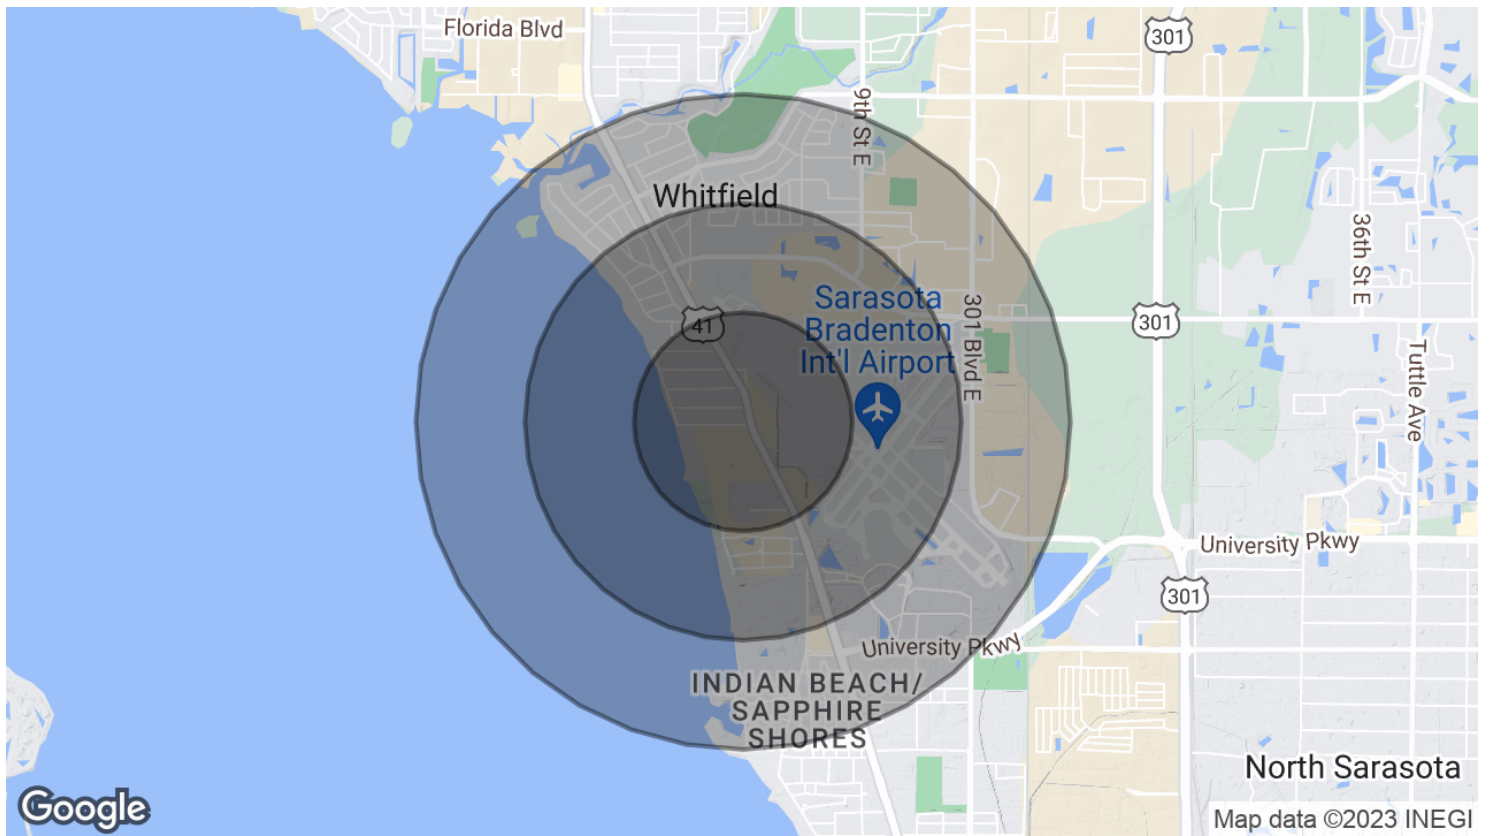 Florida Blvd
301
9th St E
Whitfield
36th St E
Sarasota
Bradenton
Int'l Airport
301 Blvd E
41
301
Tuttle Ave
University Pkwy
301
University Pkwy
INDIAN BEACH/
SAPPHIRE
SHORES
North Sarasota
Google
Map data ©2023 INEGI